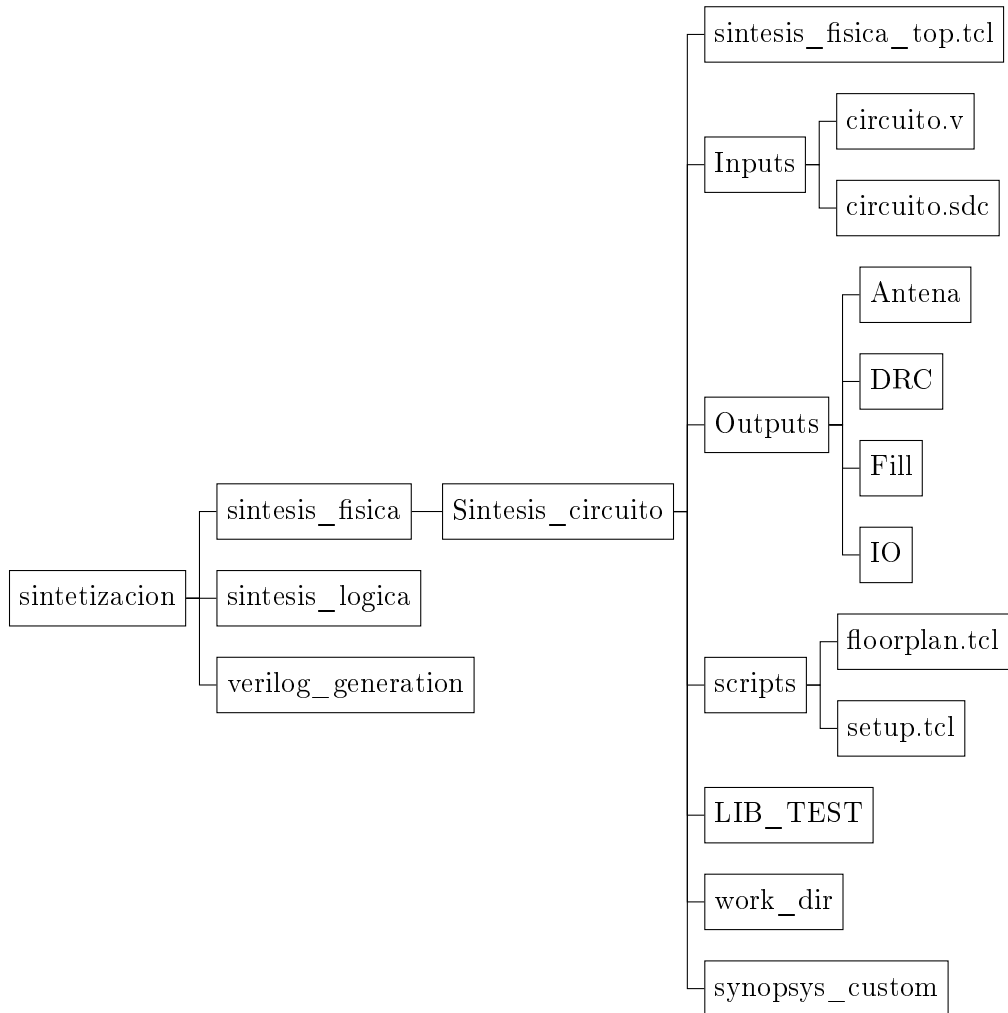 sintesis_fisica_top.tcl
circuito.v
Inputs
circuito.sdc
Antena
DRC
Outputs
Fill
sintesis_fisica
Sintesis_circuito
IO
sintetizacion
sintesis_logica
floorplan.tcl
verilog_generation
scripts
setup.tcl
LIB_TEST
work_dir
synopsys_custom